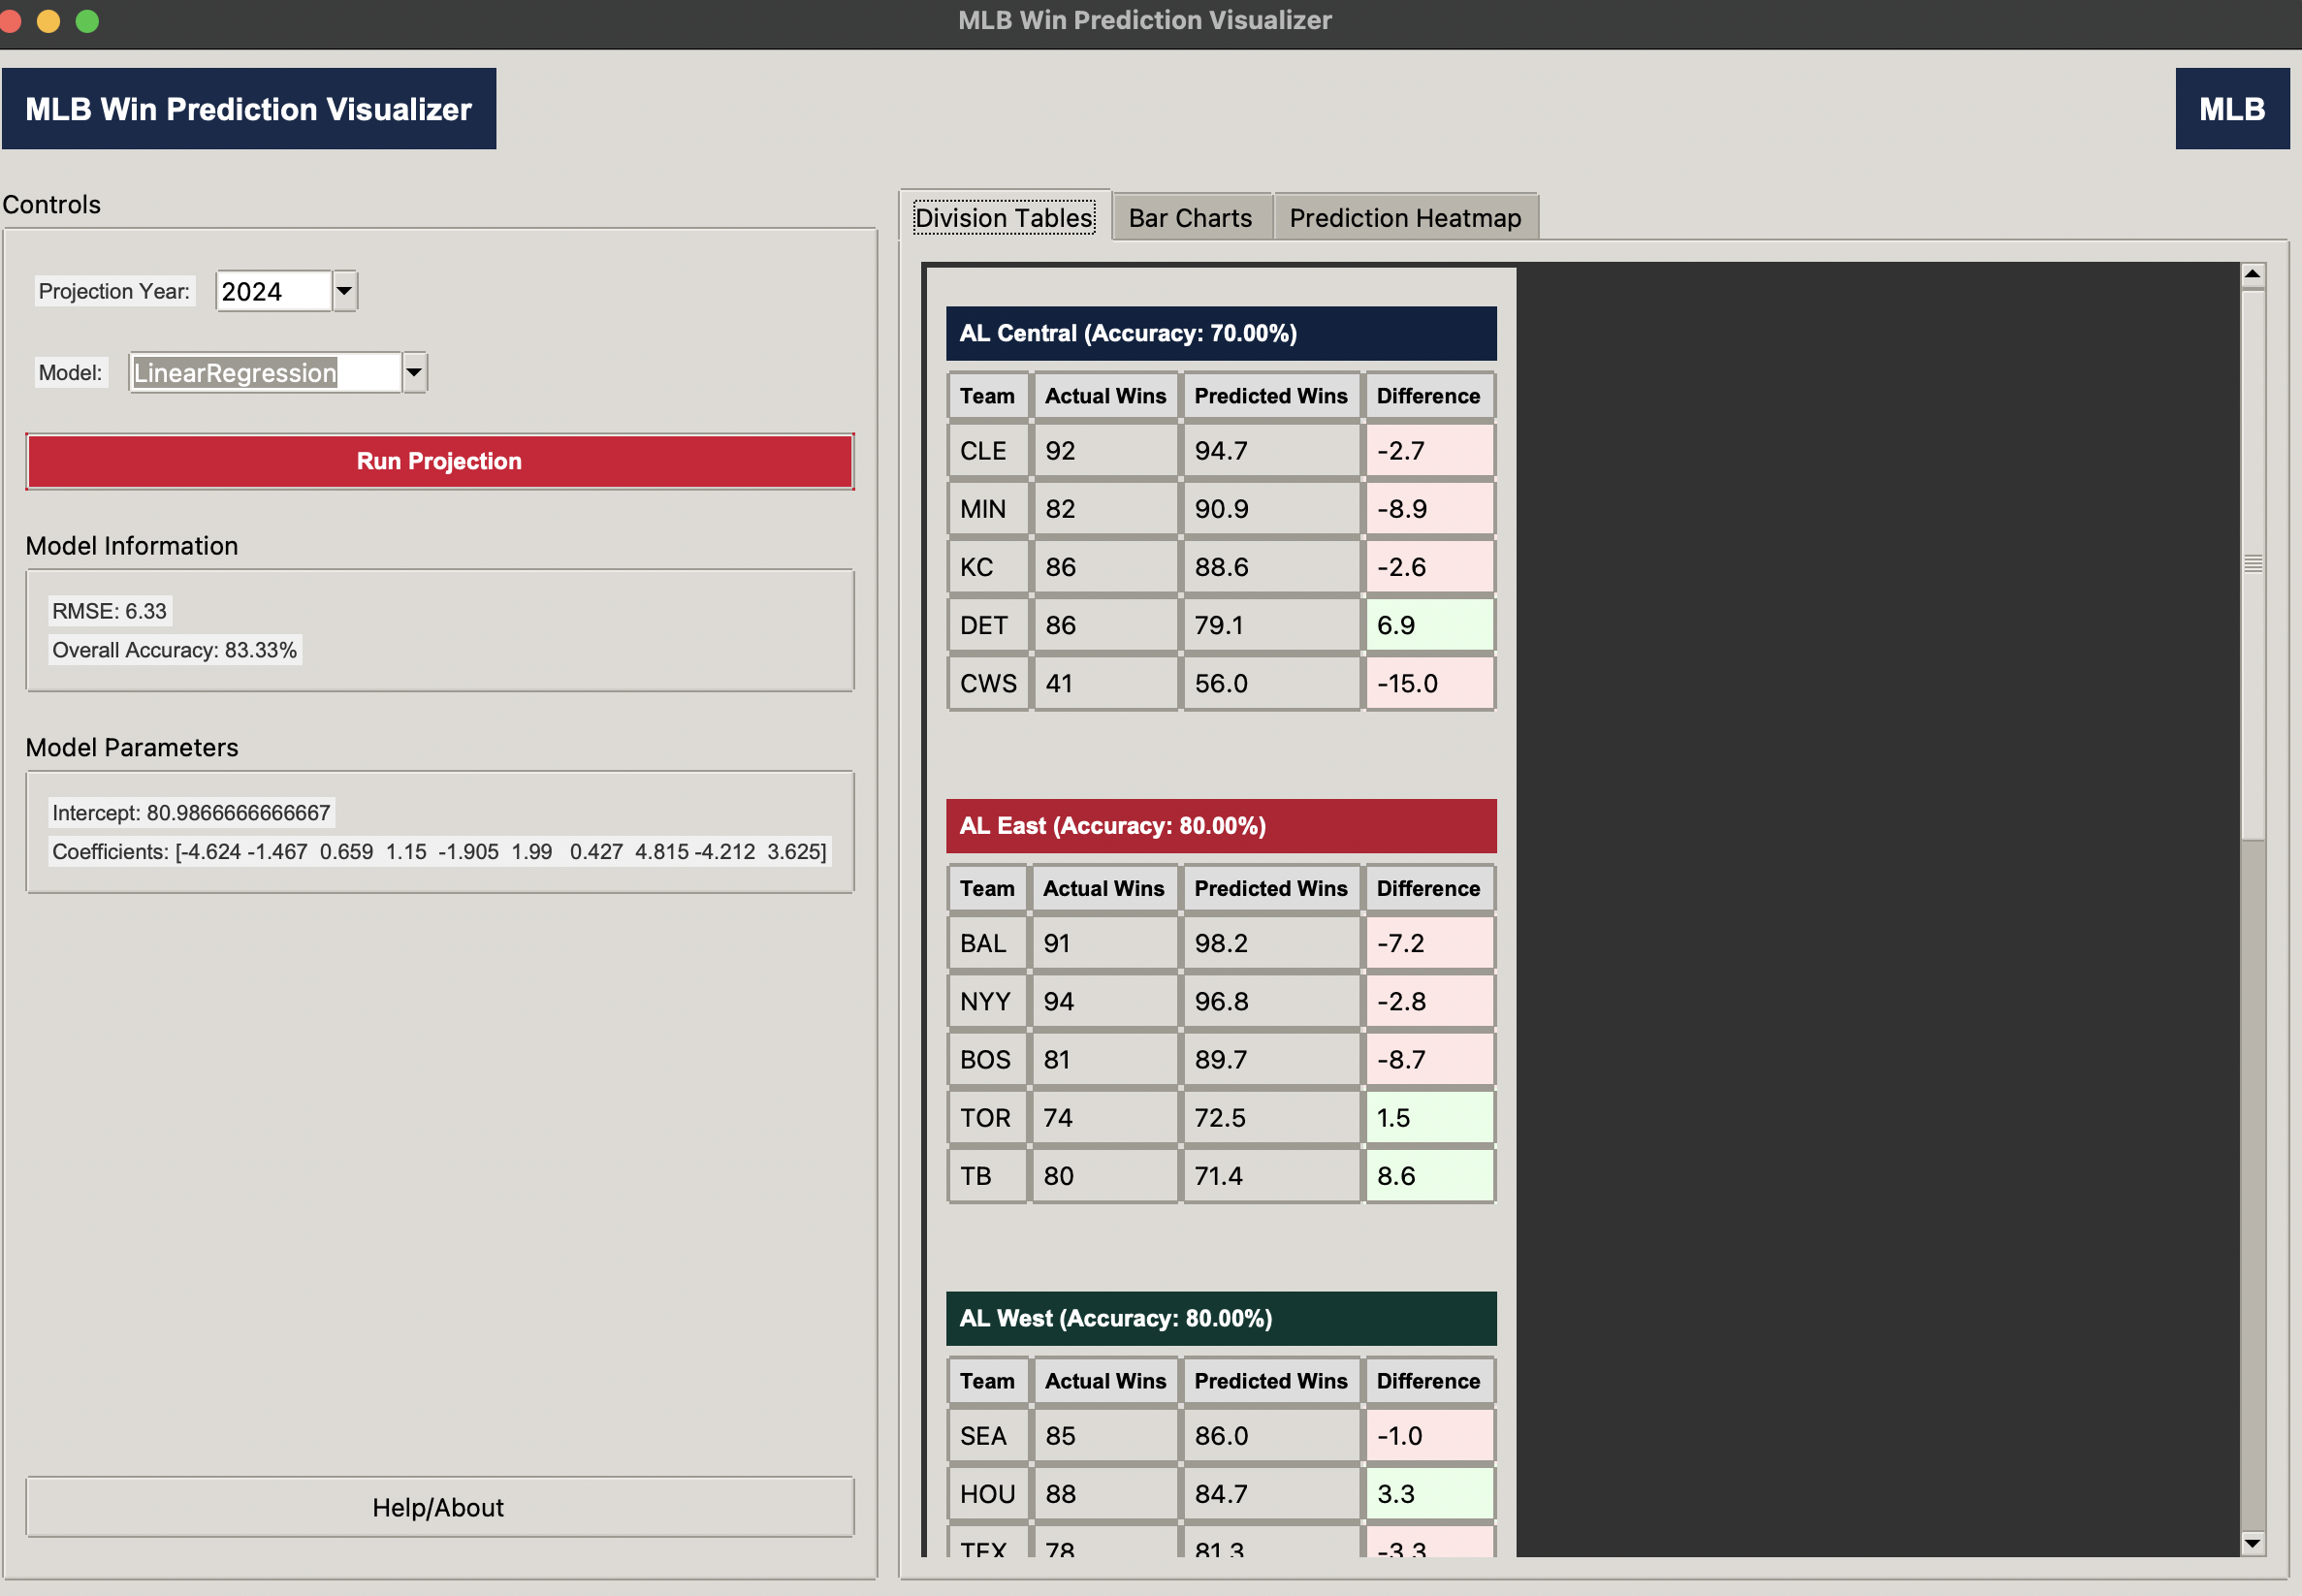 MLB Win Prediction Visualizer
MLB Win Prediction Visualizer
MLB
Controls
Projection Year: 2024
Model: LinearRegression
Run Projection
Model Information
RMSE: 6.33
Overall Accuracy: 83.33%
Model Parameters
Intercept: 80.9866666666667
Coefficients: [-4.624 -1.467 0.659 1.15 -1.905 1.99 0.427 4.815 -4.212 3.625]
Help/About
Division Tables Bar Charts Prediction Heatmap
AL Central (Accuracy: 70.00%)
Team Actual Wins Predicted Wins Difference
CLE 92 94.7 -2.7
MIN 82 90.9 -8.9
KC 86 88.6 -2.6
DET 86 79.1 6.9
CWS 41 56.0 -15.0
AL East (Accuracy: 80.00%)
Team Actual Wins Predicted Wins Difference
BAL 91 98.2 -7.2
NYY 94 96.8 -2.8
BOS 81 89.7 -8.7
TOR 74 72.5 1.5
TB 80 71.4 8.6
AL West (Accuracy: 80.00%)
Team Actual Wins Predicted Wins Difference
SEA 85 86.0 -1.0
HOU 88 84.7 3.3
TEX 78 81.3 -3.3